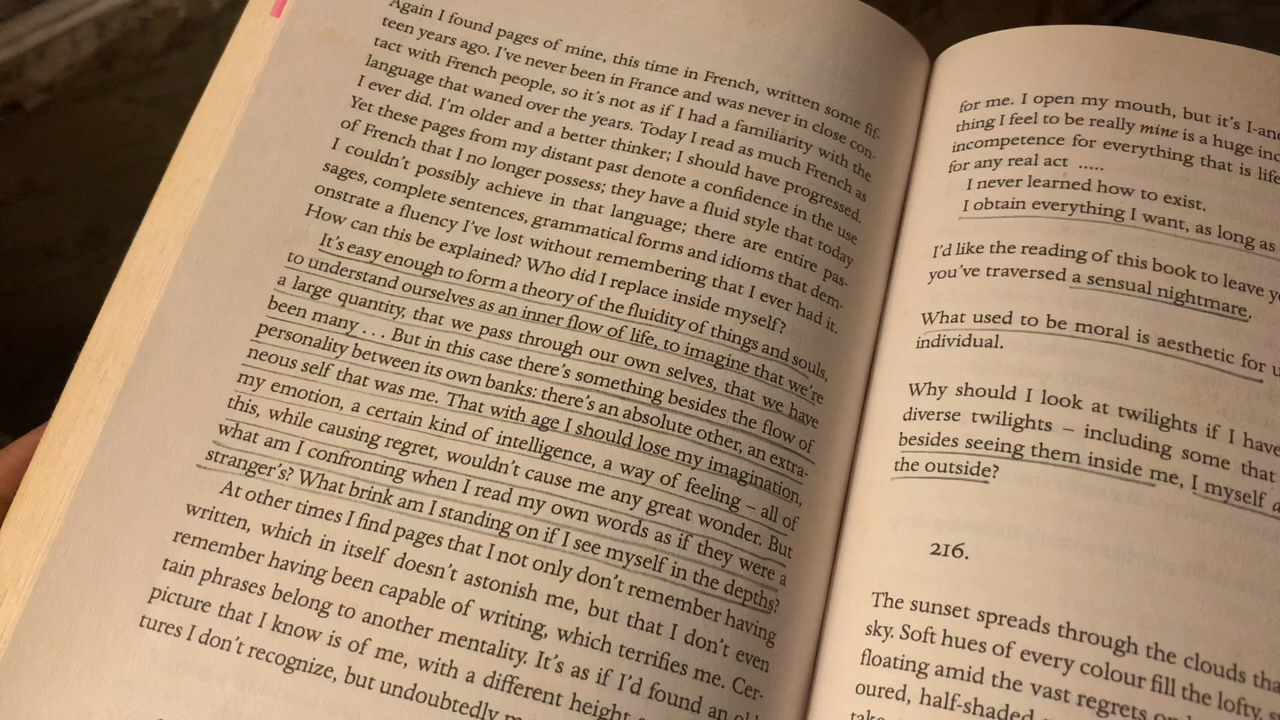 Again I found pages of mine, this time in French, written some fif-
teen years ago. I've never been in France and was never in close con-
tact with French people, so it's not as if I had a familiarity with the
language that waned over the years. Today I read as much French as
I ever did. I'm older and a better thinker; I should have progressed.
Yet these pages from my distant past denote a confidence in the use
of French that I no longer possess; they have a fluid style that today
I couldn't possibly achieve in that language; there are entire pas-
sages, complete sentences, grammatical forms and idioms that dem-
onstrate a fluency I've lost without remembering that I ever had it.
How can this be explained? Who did I replace inside myself?
It's easy enough to form a theory of the fluidity of things and souls,
to understand ourselves as an inner flow of life, to imagine that we're
a large quantity, that we pass through our own selves, that we have
been many . . . But in this case there's something besides the flow of
personality between its own banks: there's an absolute other, an extra-
neous self that was me. That with age I should lose my imagination,
my emotion, a certain kind of intelligence, a way of feeling – all of
this, while causing regret, wouldn't cause me any great wonder. But
what am I confronting when I read my own words as if they were a
stranger's? What brink am I standing on if I see myself in the depths?
At other times I find pages that I not only don't remember having
written, which in itself doesn't astonish me, but that I don't even
remember having been capable of writing, which terrifies me. Cer-
tain phrases belong to another mentality. It's as if I'd found an old
picture that I know is of me, with a different height
tures I don't recognize, but undoubtedly
for me. I open my mouth, but it's I-an
thing I feel to be really mine is a huge inc
incompetence for everything that is life
for any real act .....
I never learned how to exist.
I obtain everything I want, as long as
I'd like the reading of this book to leave
you've traversed a sensual nightmare.
What used to be moral is aesthetic for
individual.
Why should I look at twilights if I have
diverse twilights – including some that
besides seeing them inside me, I myself
the outside?
216.
The sunset spreads through the clouds
sky. Soft hues of every colour fill the lofty,
floating amid the vast regrets
oured, half-shaded